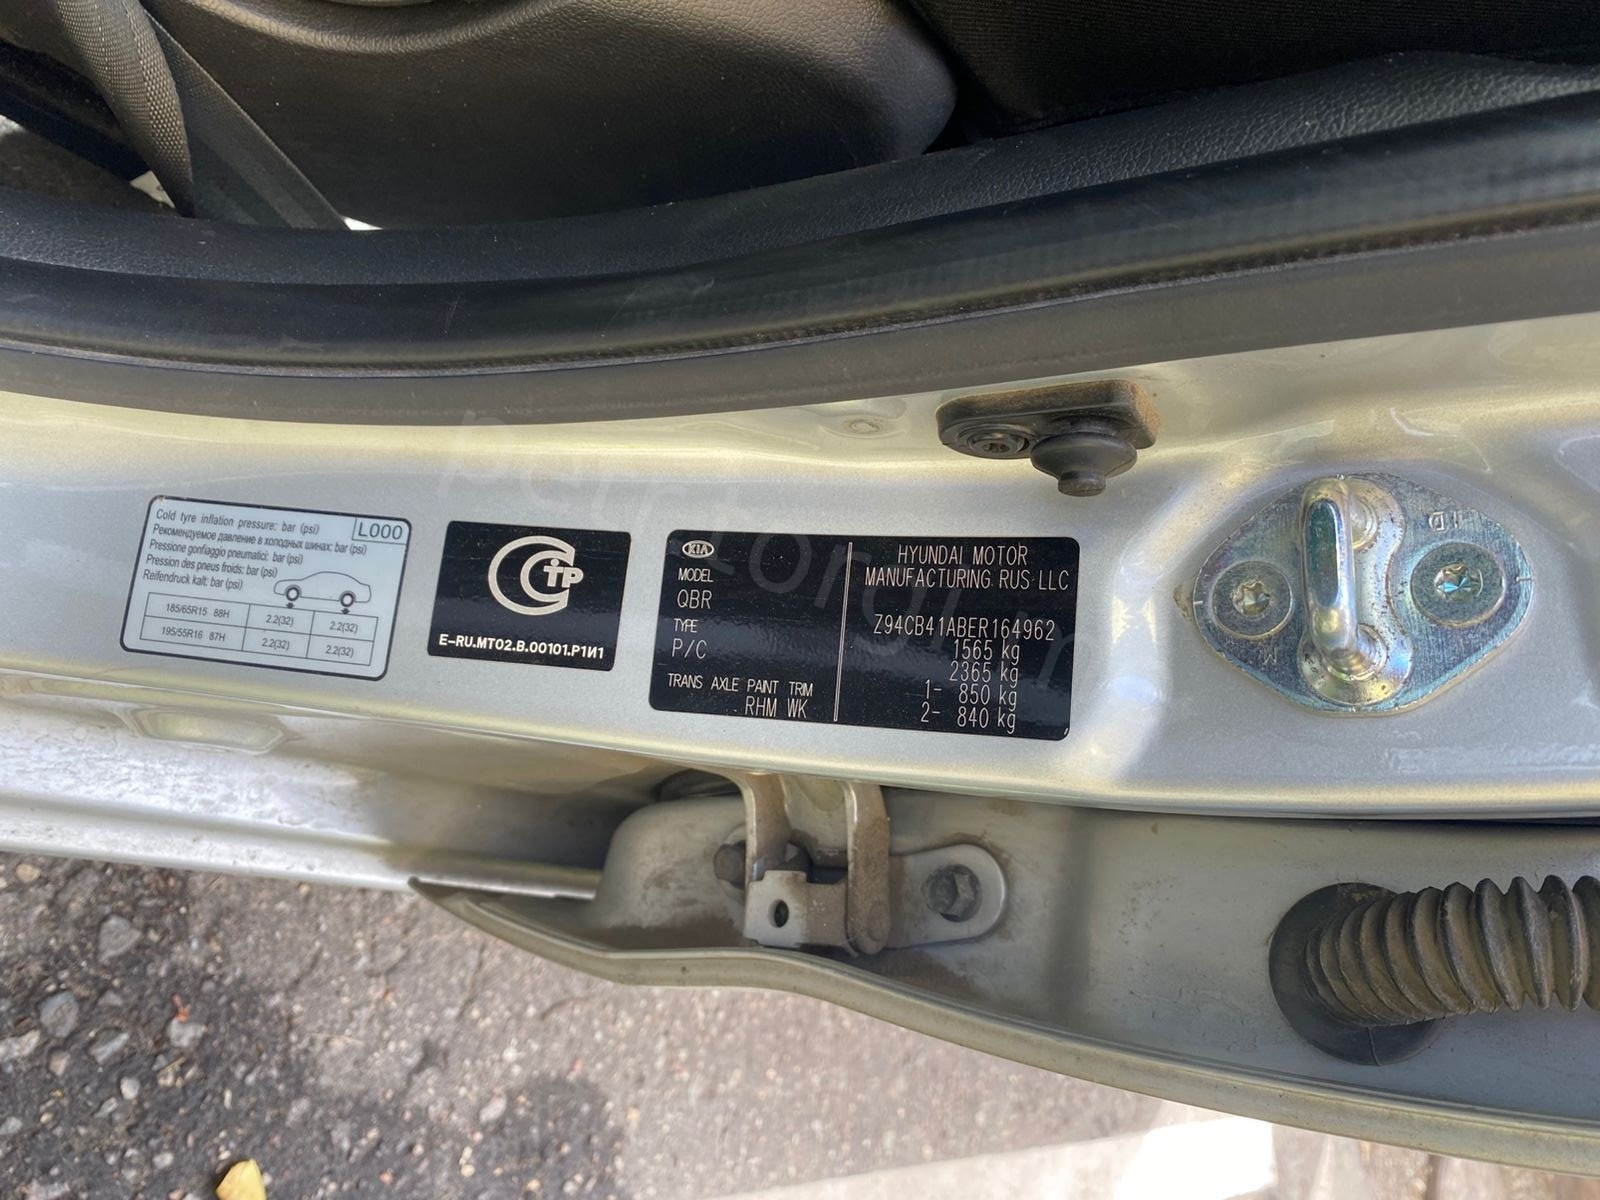 Cold tyre inflation pressure: bar (psi) L000
Рекомендуемое давление в холодных шинах: bar (psi)
Pressione gonfiaggio pneumatici: bar (psi)
Pression des pneus froids: bar (psi)
Reifendruck kalt: bar (psi)
185/65R15 88H 2.2(32) 2.2(32)
195/55R16 87H 2.2(32) 2.2(32)
СТР
E-RU.MT02.B.00101.P1И1
KIA
MODEL
QBR
TYPE
P/C
TRANS AXLE PAINT TRIM
RHM WK
HYUNDAI MOTOR
MANUFACTURING RUS LLC
Z94CB41ABER164962
1565 kg
2365 kg
1- 850 kg
2- 840 kg